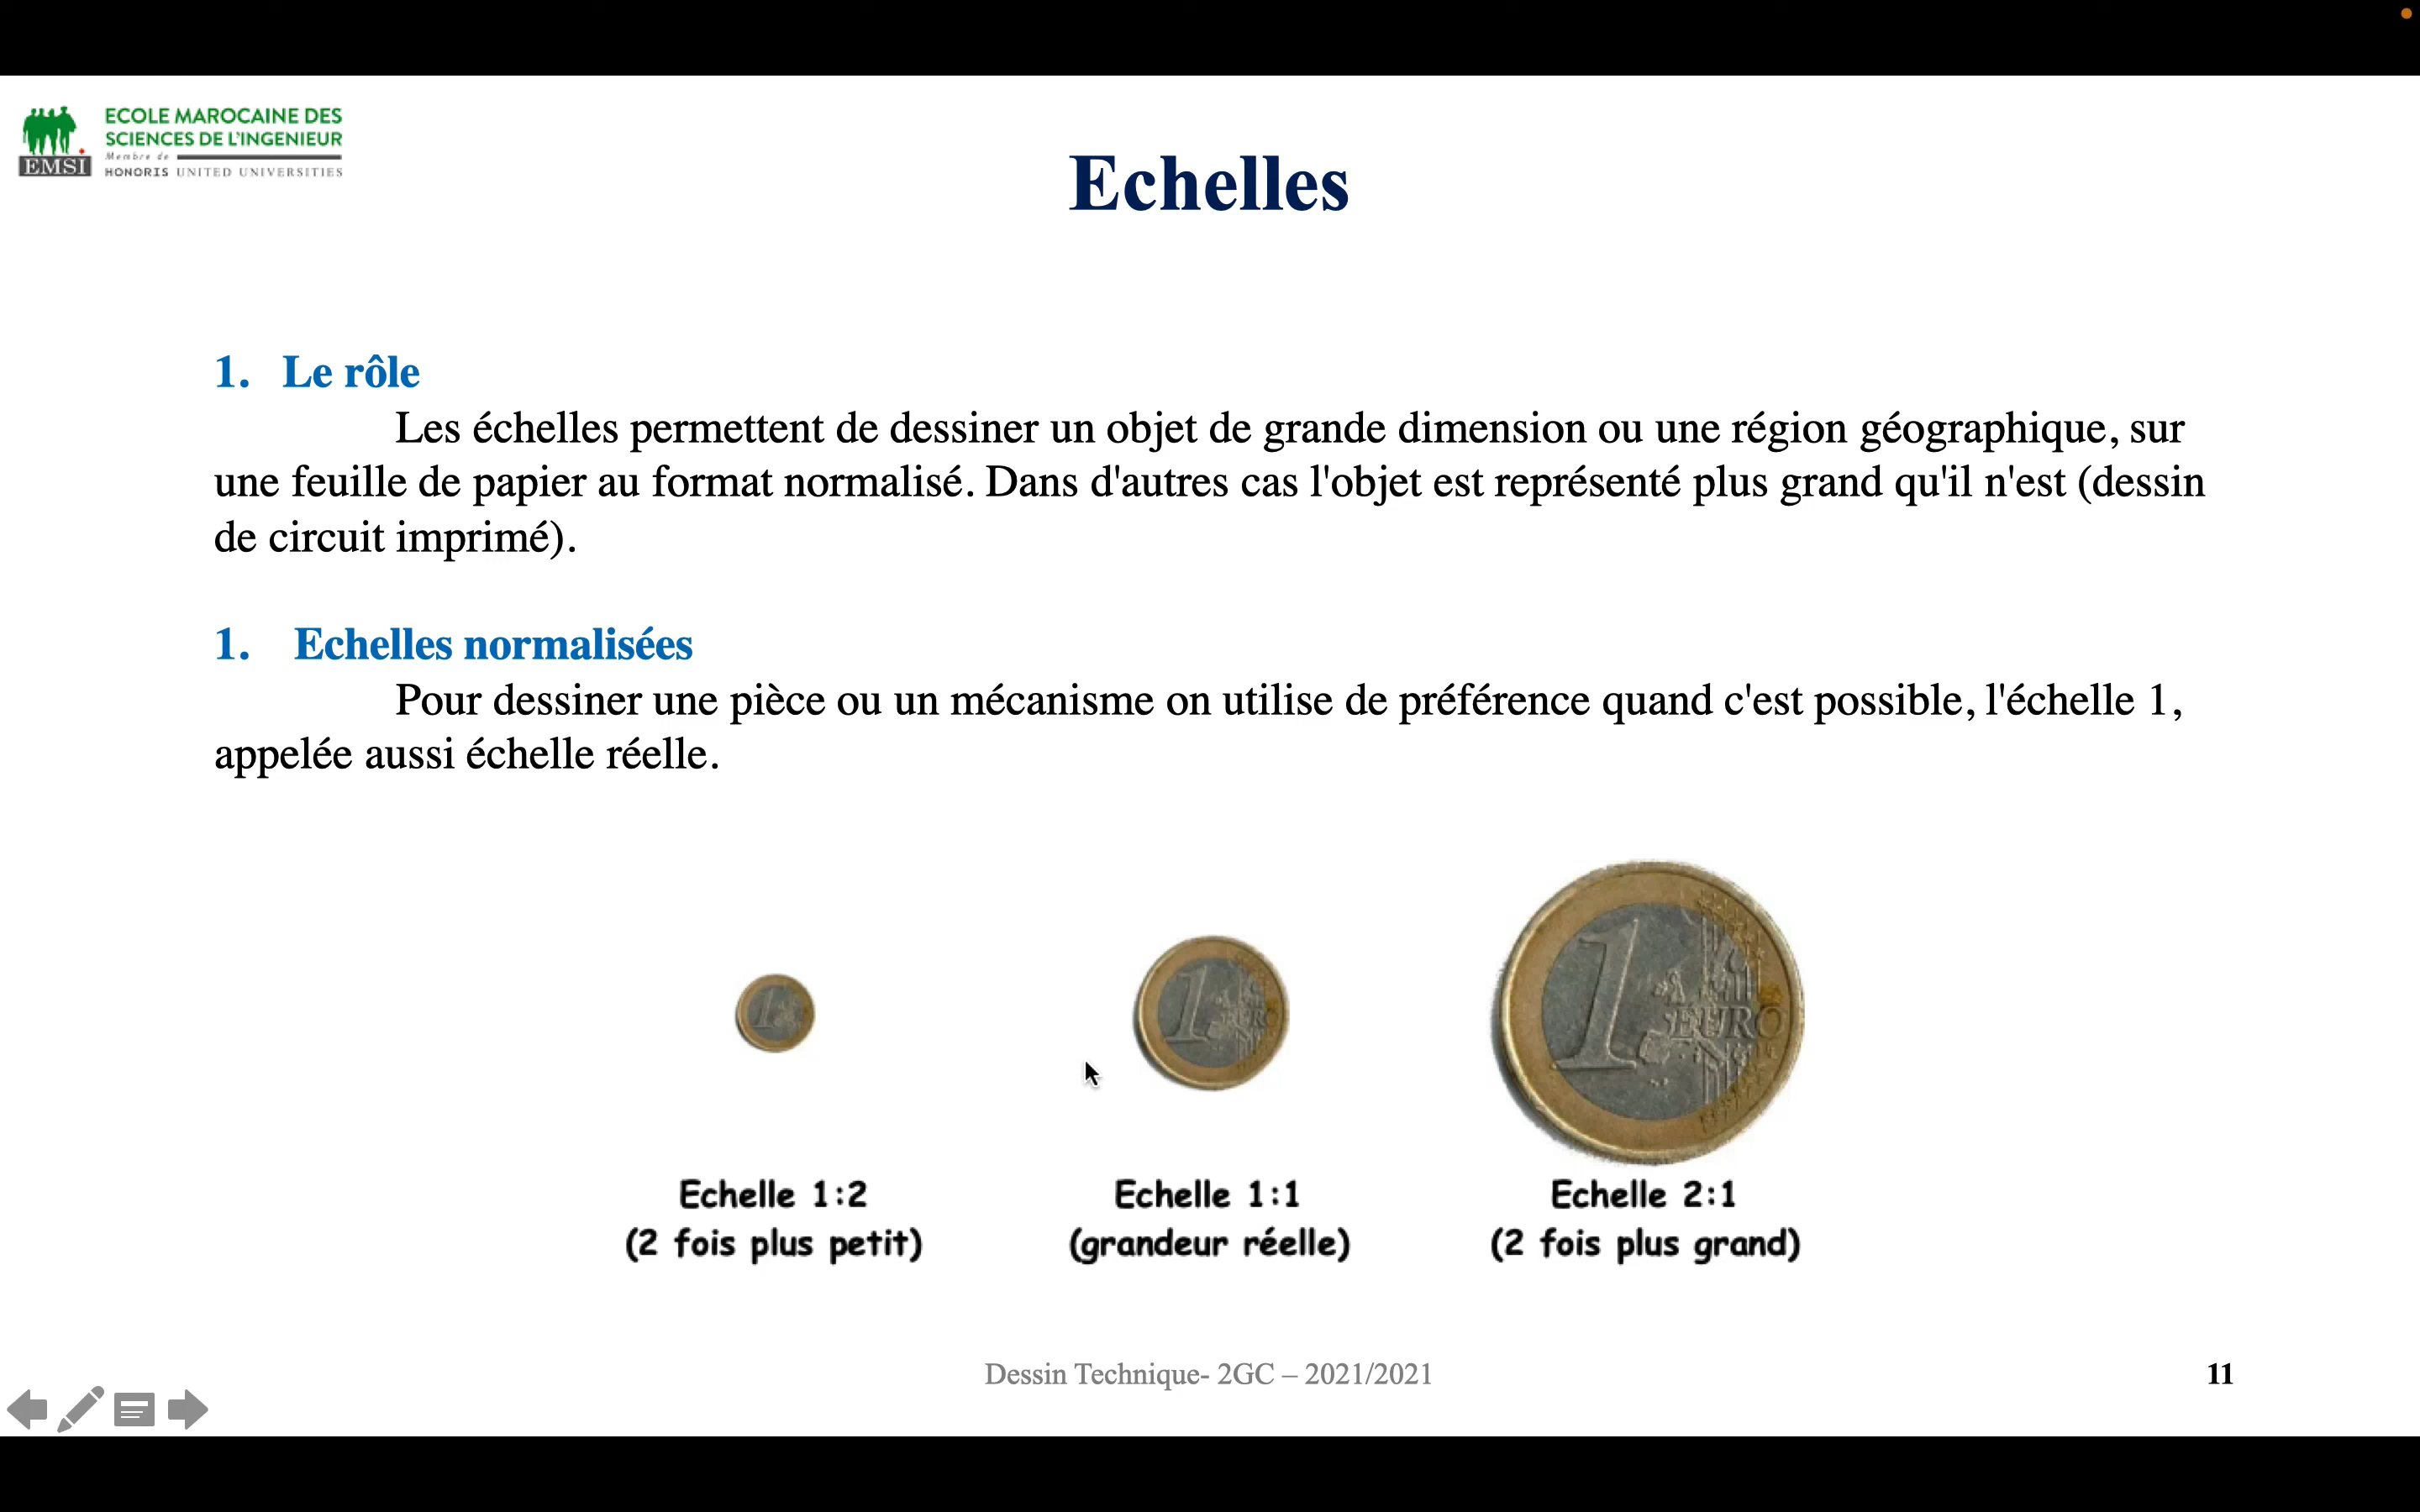 ECOLE MAROCAINE DES
SCIENCES DE L'INGENIEUR
Membre de
HONORIS UNITED UNIVERSITIES
EMSI
Echelles
1. Le rôle
Les échelles permettent de dessiner un objet de grande dimension ou une région géographique, sur
une feuille de papier au format normalisé. Dans d'autres cas l'objet est représenté plus grand qu'il n'est (dessin
de circuit imprimé).
1. Echelles normalisées
Pour dessiner une pièce ou un mécanisme on utilise de préférence quand c'est possible, l'échelle 1,
appelée aussi échelle réelle.
1
1
1 EURO
Echelle 1:2
(2 fois plus petit)
Echelle 1:1
(grandeur réelle)
Echelle 2:1
(2 fois plus grand)
Dessin Technique- 2GC – 2021/2021
11